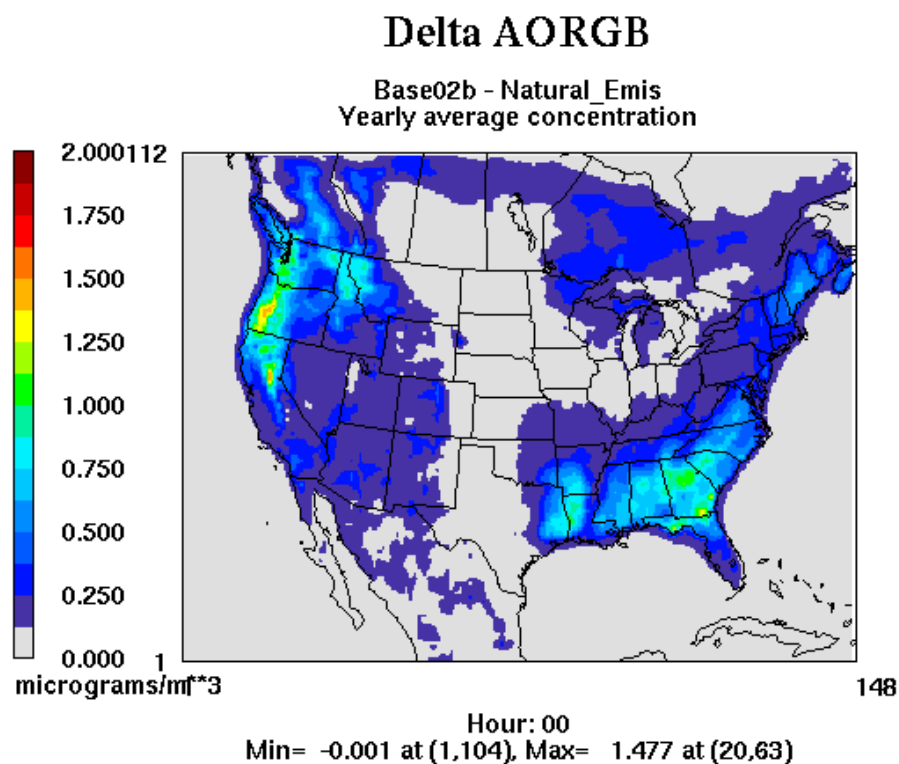 Delta AORGB
Base02b - Natural_Emis
Yearly average concentration
2.000 112
1.750
1.500
1.250
1.000
0.750
0.500
0.250
0.000 1
micrograms/m**3 148
Hour: 00
Min= -0.001 at (1,104), Max= 1.477 at (20,63)